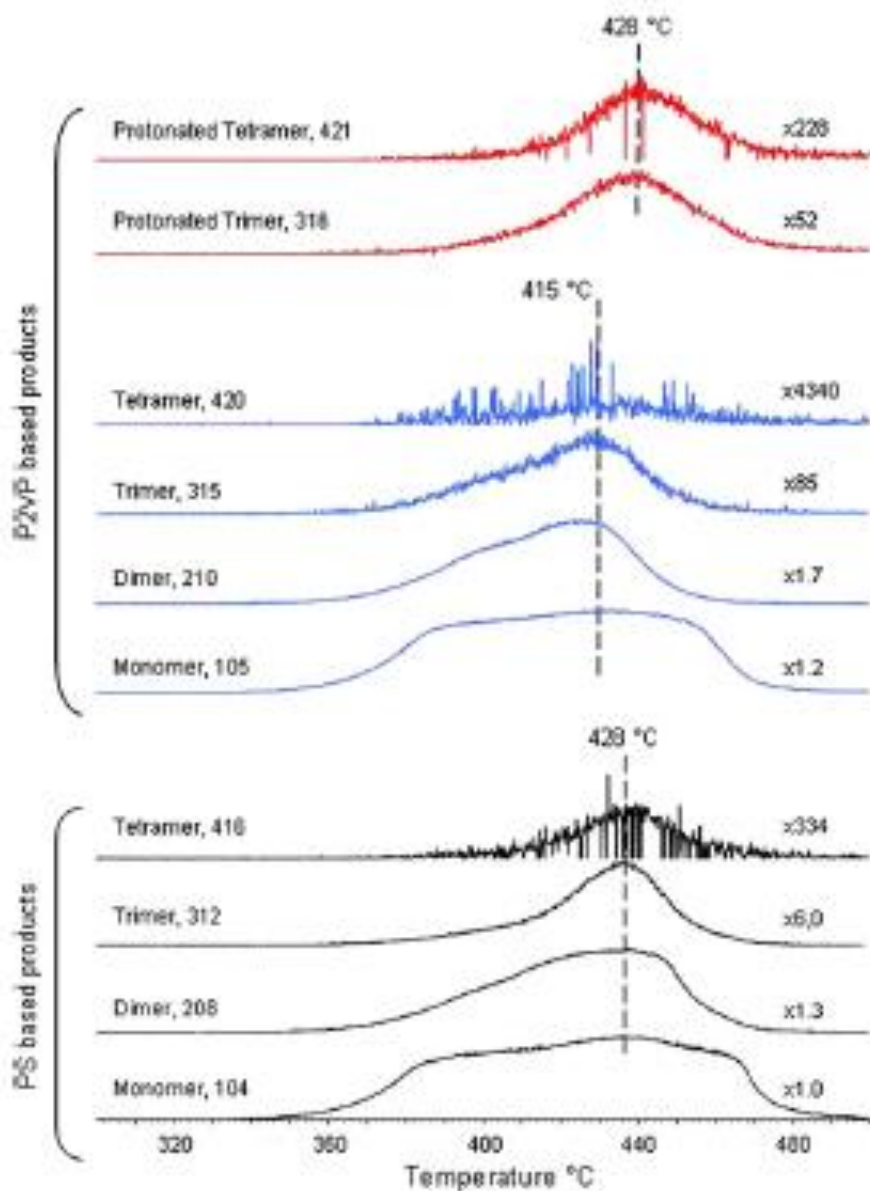 428 °C
Protonated Tetramer, 421
x228
Protonated Trimer, 316
x52
415 °C
Tetramer, 420
x4340
Trimer, 315
x85
Dimer, 210
x1.7
Monomer, 105
x1.2
P2VP based products
428 °C
Tetramer, 416
x334
Trimer, 312
x6,0
Dimer, 208
x1.3
Monomer, 104
x1.0
PS based products
320 360 400 440 480
Temperature °C